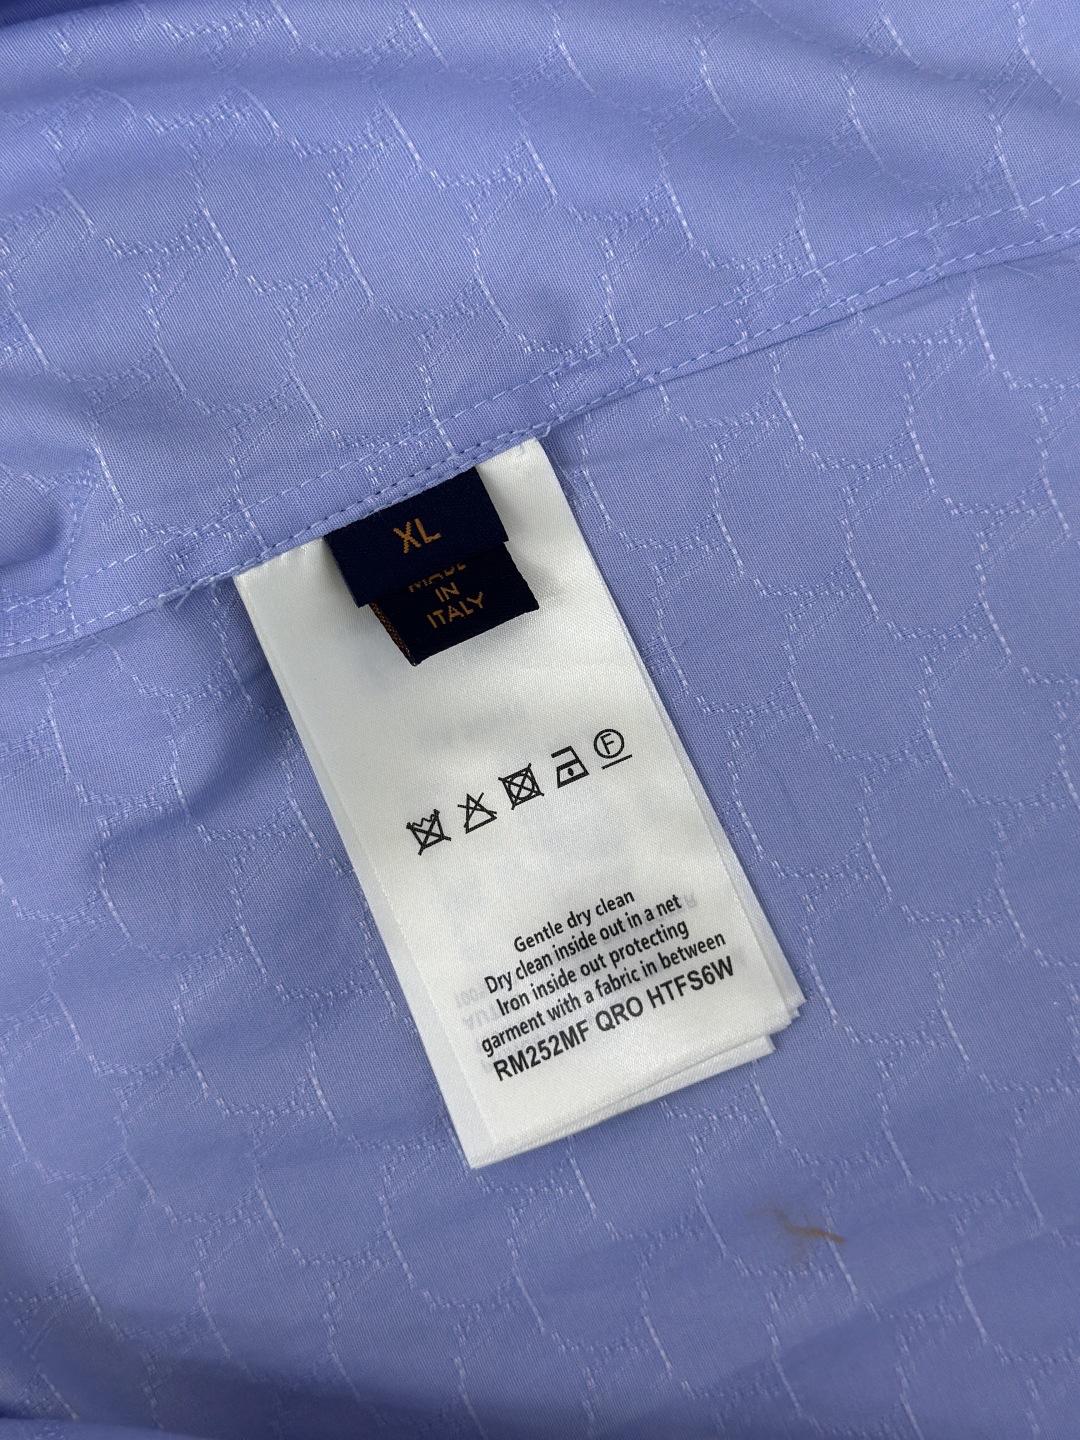 XL
MADE
IN
ITALY
F
Gentle dry clean
Dry clean inside out in a net
Iron inside out protecting
garment with a fabric in between
RM252MF QRO HTFS6W